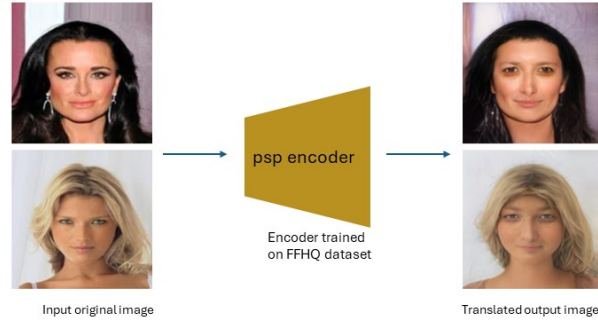 psp encoder
Encoder trained
on FFHQ dataset
Input original image
Translated output image